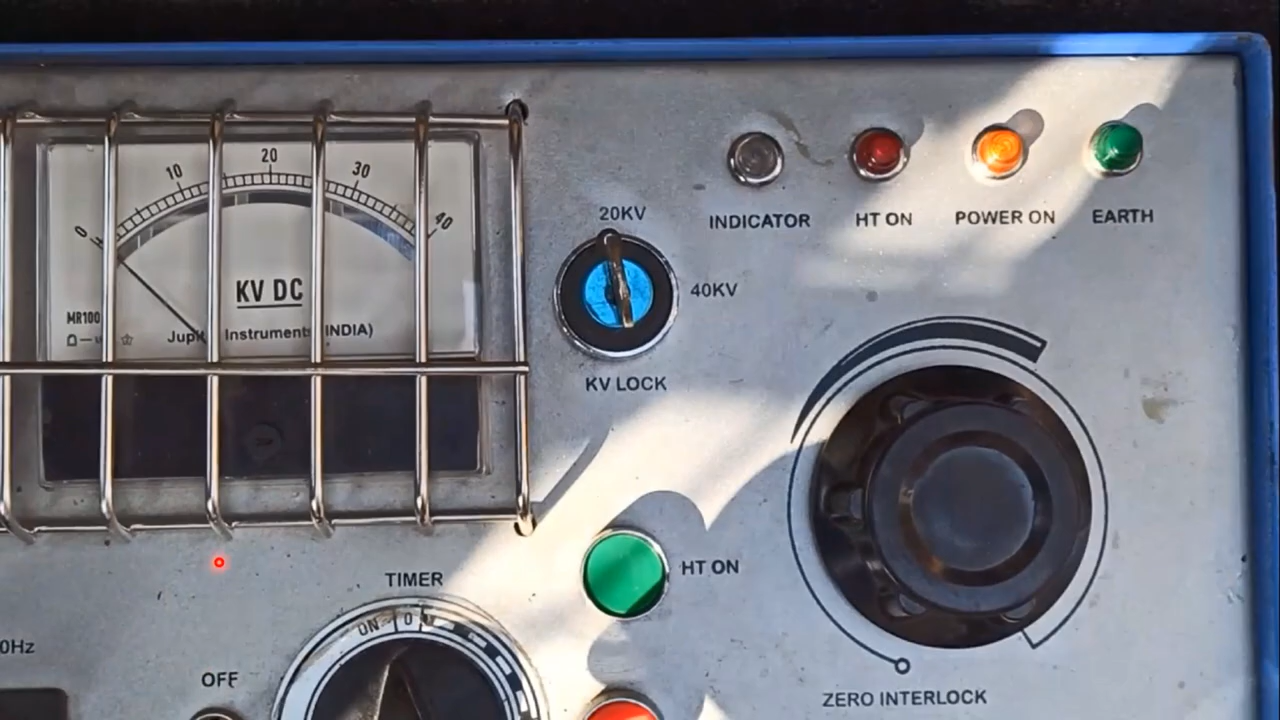 0 10 20 30 40
KV DC
MR100
Instruments INDIA)
INDICATOR
HT ON
POWER ON
EARTH
20KV
40KV
KV LOCK
HT ON
TIMER
ON 0
0Hz
OFF
ZERO INTERLOCK